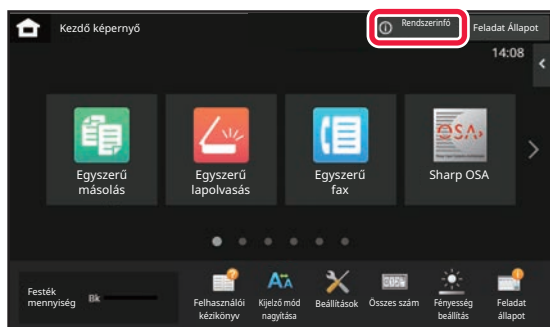 Kezdő képernyő
Rendszerinfó
Feladat Állapot
14:08
Egyszerű
másolás
Egyszerű
lapolvasás
Egyszerű
fax
OSA
Sharp OSA
Festék
mennyiség
Bk
Felhasználói
kézikönyv
Kijelző mód
nagyítása
Beállítások
Összes szám
Fényesség
beállítás
Feladat
állapot